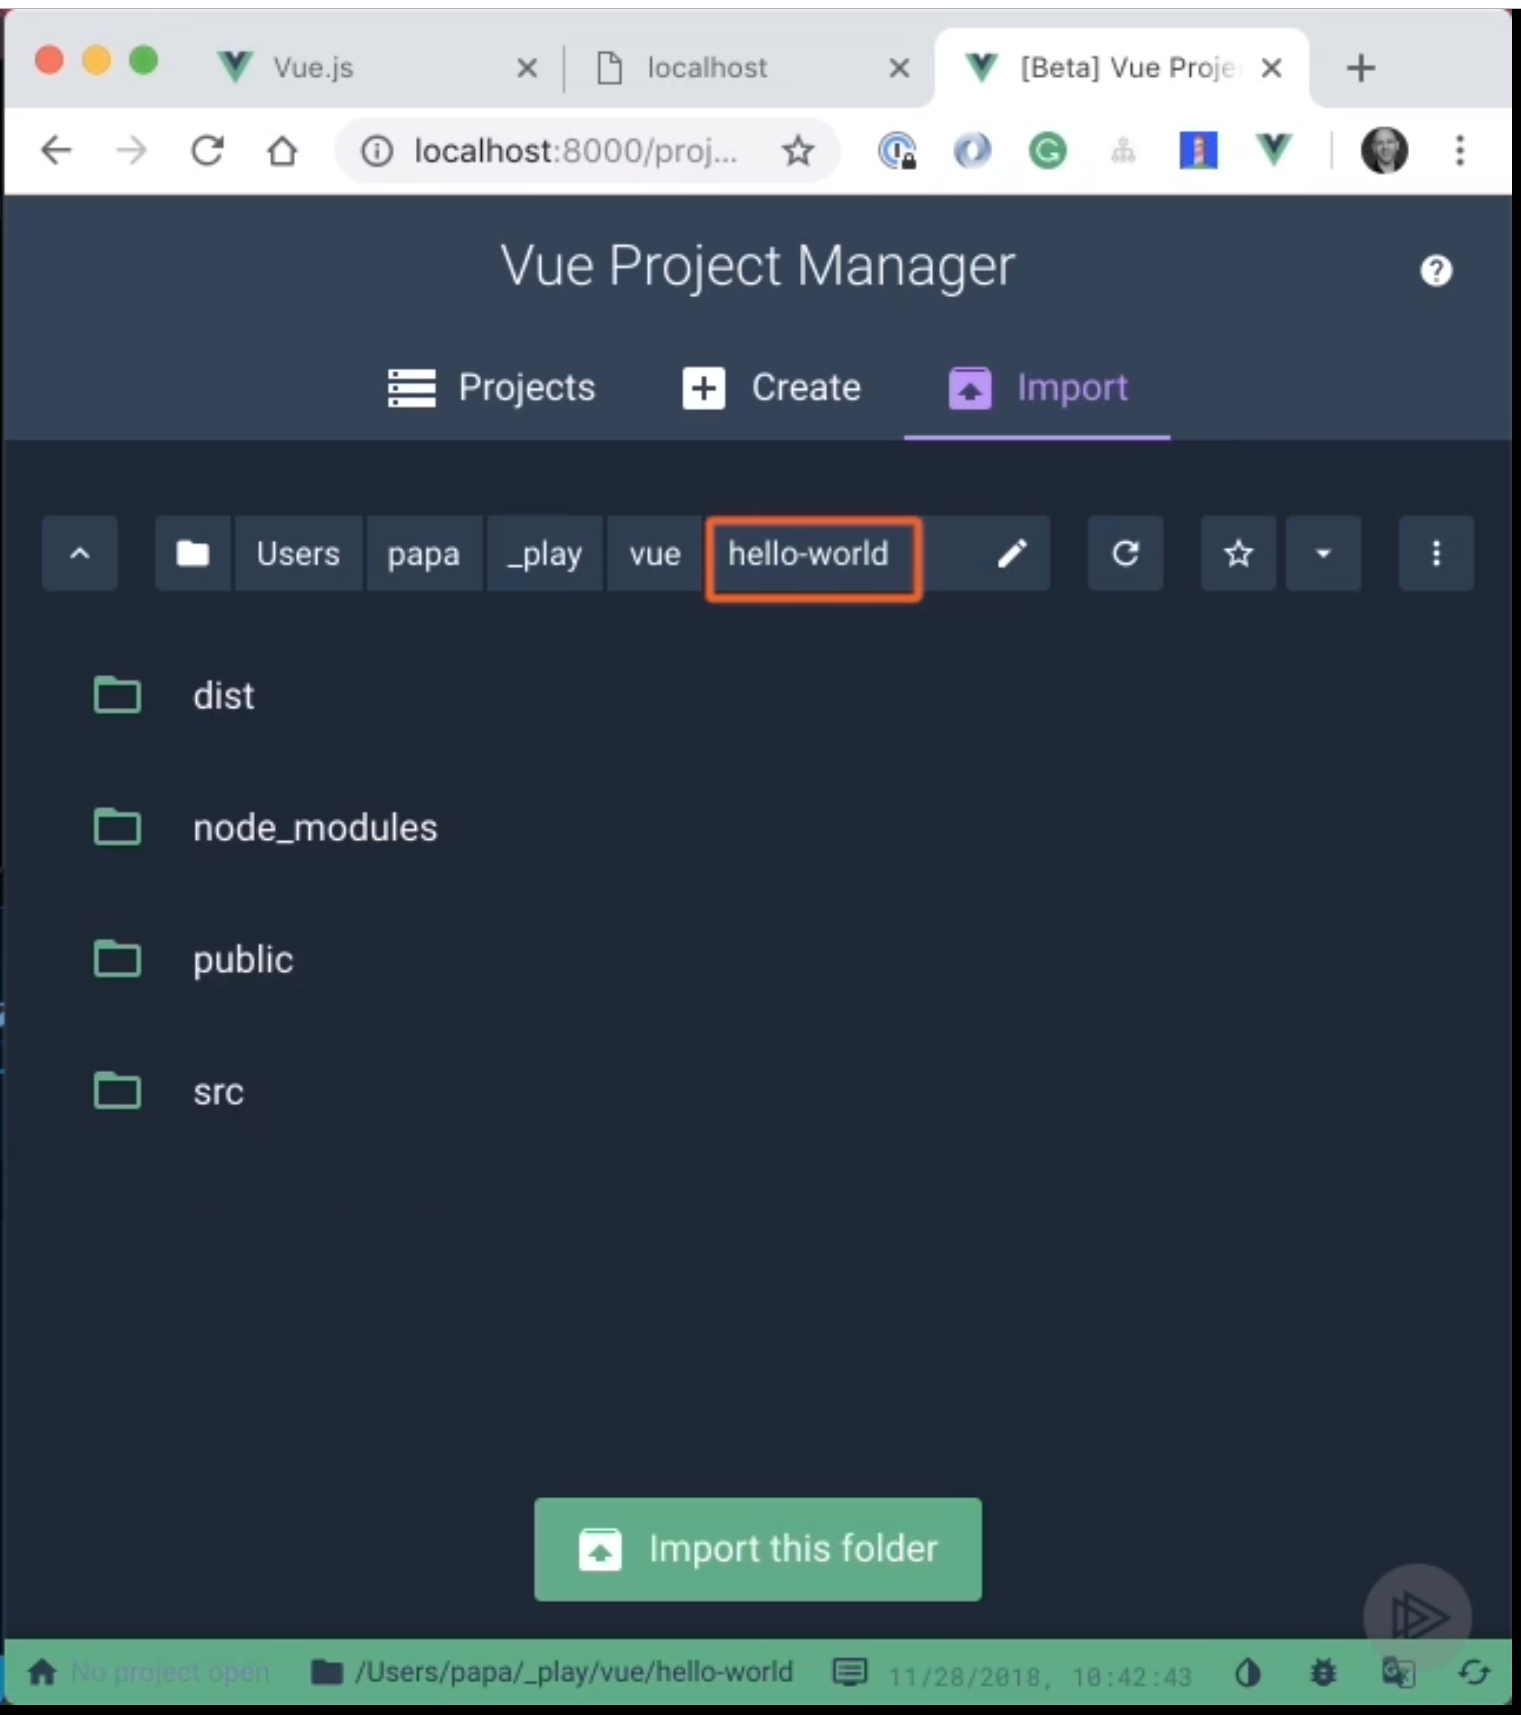 Vue.js
localhost
[Beta] Vue Proje
localhost:8000/proj...
Vue Project Manager
Projects
Create
Import
Users
papa
_play
vue
hello-world
dist
node_modules
public
src
Import this folder
No project open
/Users/papa/_play/vue/hello-world
11/28/2018, 10:42:43